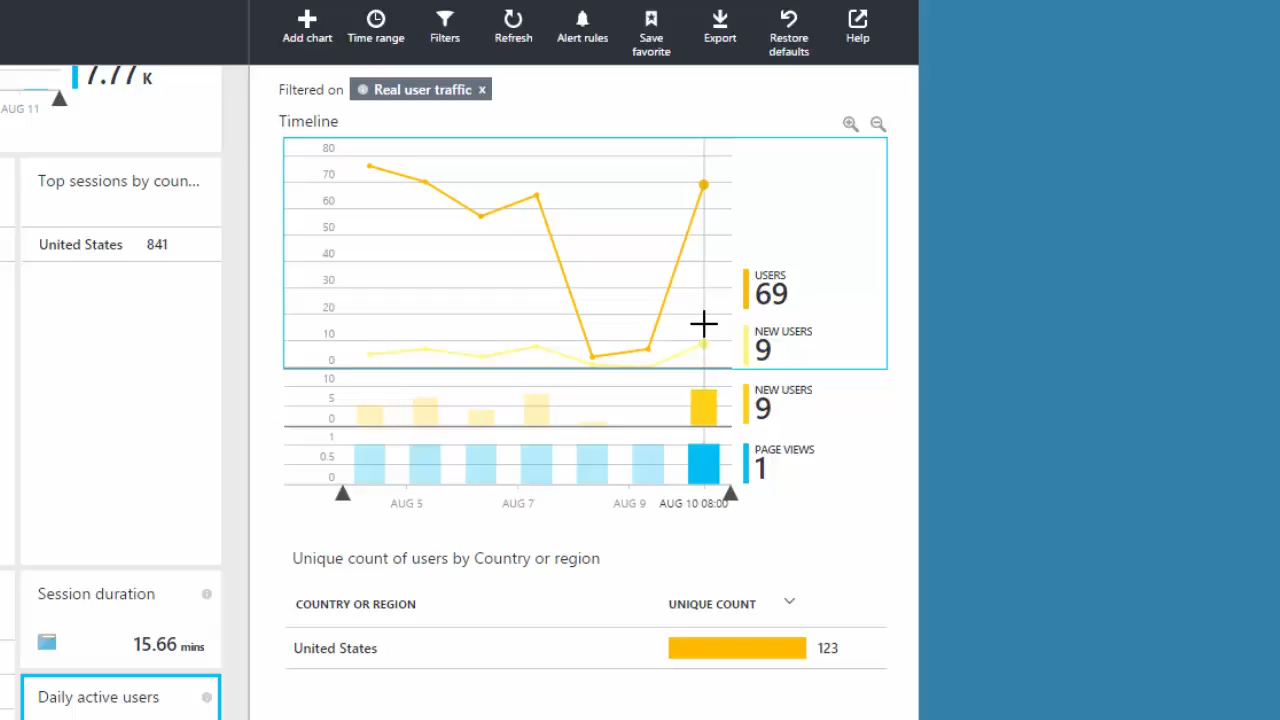 Add chart
Time range
Filters
Refresh
Alert rules
Save favorite
Export
Restore defaults
Help
7.77 K
AUG 11
Top sessions by coun...
United States 841
Session duration
15.66 mins
Daily active users
Filtered on Real user traffic x
Timeline
80
70
60
50
40
30
20
10
0
USERS
69
NEW USERS
9
10
5
0
NEW USERS
9
1
0.5
0
PAGE VIEWS
1
AUG 5 AUG 7 AUG 9 AUG 10 08:00
Unique count of users by Country or region
COUNTRY OR REGION UNIQUE COUNT
United States 123